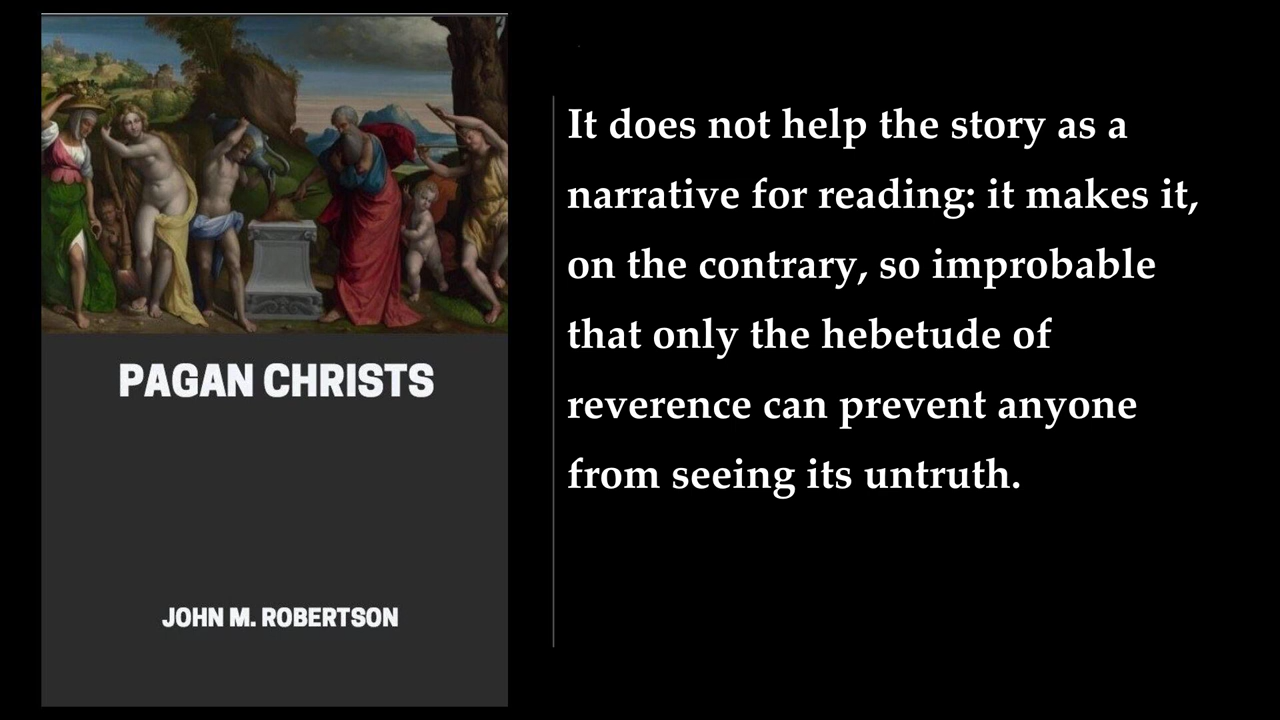 PAGAN CHRISTS
JOHN M. ROBERTSON
It does not help the story as a
narrative for reading: it makes it,
on the contrary, so improbable
that only the hebetude of
reverence can prevent anyone
from seeing its untruth.